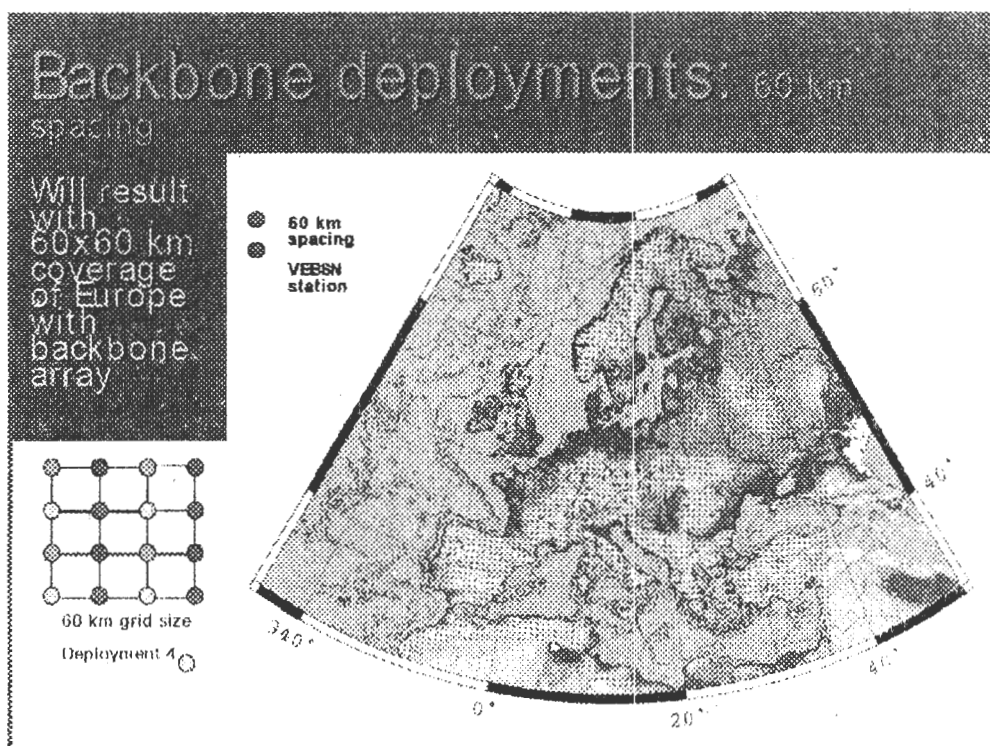 Backbone deployments: 60 km
spacing
Will result
with
60x60 km
coverage
of Europe
with
backbone
array
60 km
spacing
VEBSN
station
60 km grid size
Deployment 4
60°
40°
340°
0°
20°
40°